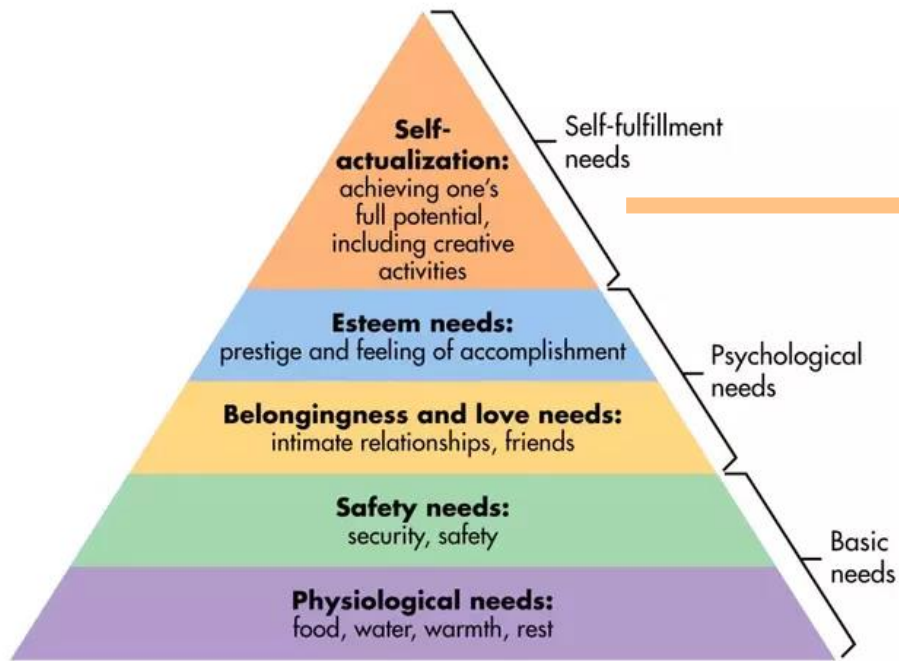 Self-
actualization:
achieving one's
full potential,
including creative
activities
Self-fulfillment
needs
Esteem needs:
prestige and feeling of accomplishment
Psychological
needs
Belongingness and love needs:
intimate relationships, friends
Safety needs:
security, safety
Basic
needs
Physiological needs:
food, water, warmth, rest